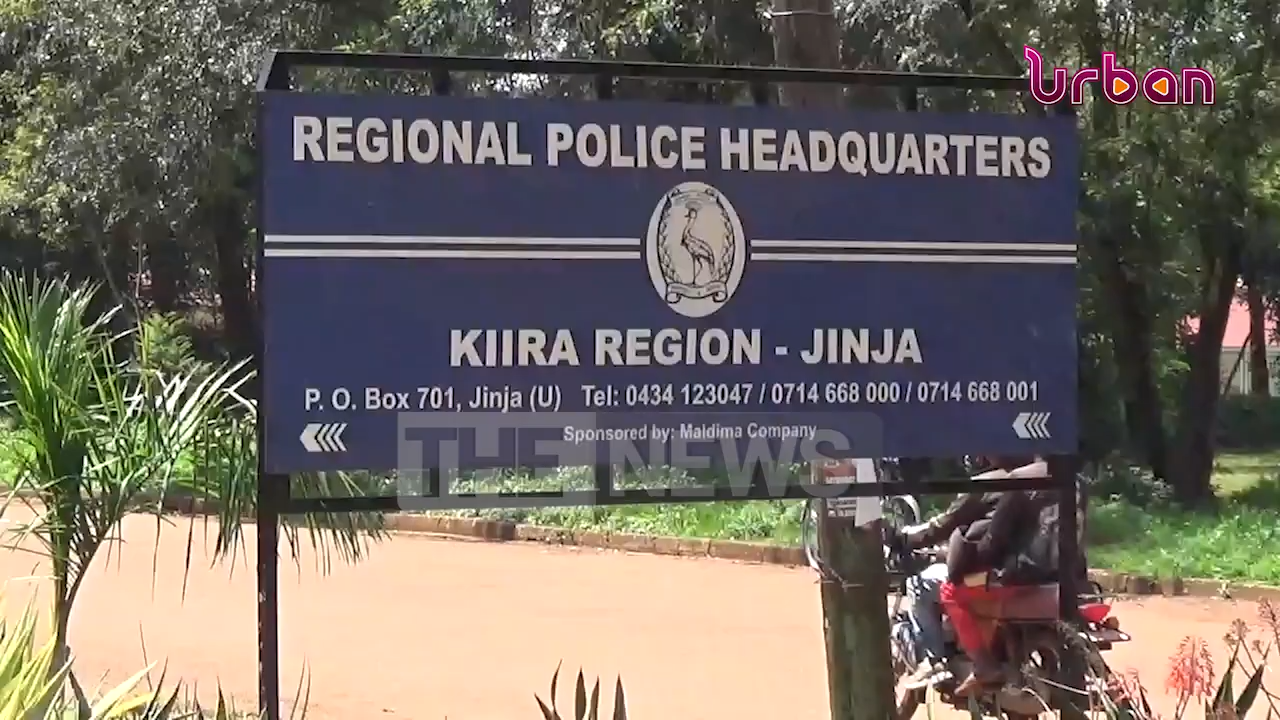 urban
REGIONAL POLICE HEADQUARTERS
KIIRA REGION - JINJA
P. O. Box 701, Jinja (U) Tel: 0434 123047 / 0714 668 000 / 0714 668 001
Sponsored by: Maldima Company
THE NEWS